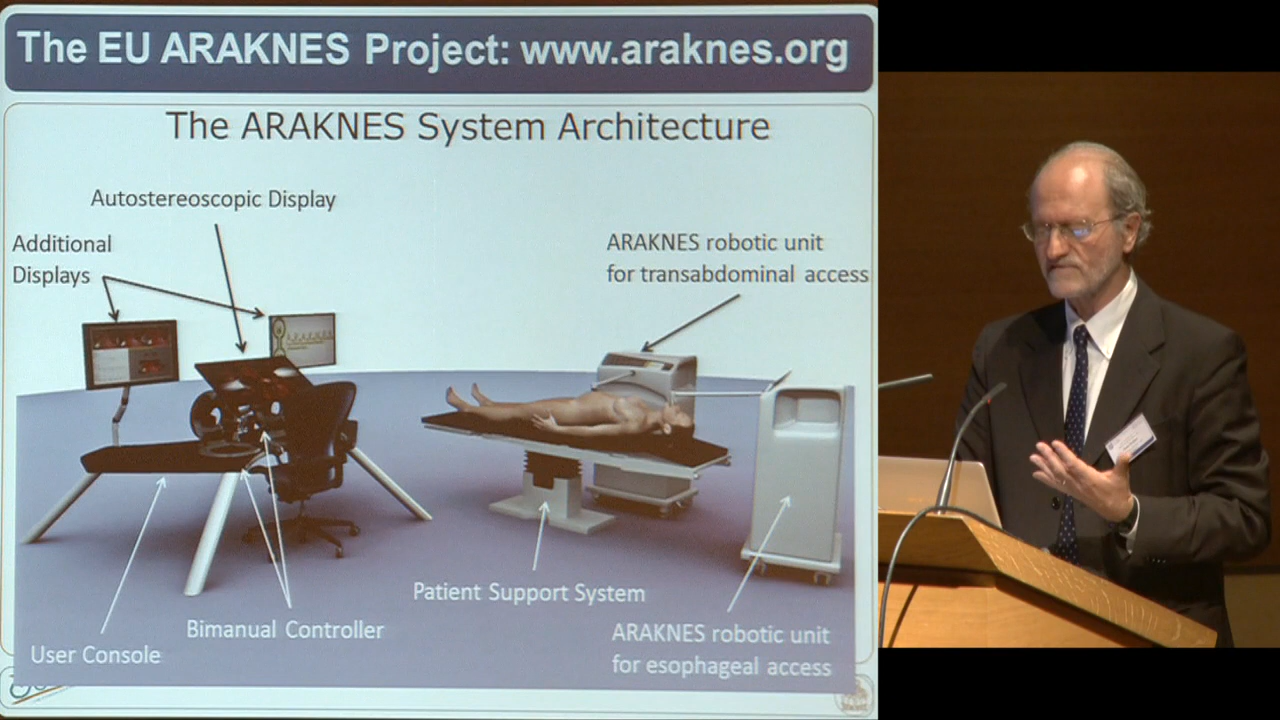 The EU ARAKNES Project: www.araknes.org
The ARAKNES System Architecture
Autostereoscopic Display
Additional
Displays
ARAKNES robotic unit
for transabdominal access
Patient Support System
Bimanual Controller
User Console
ARAKNES robotic unit
for esophageal access